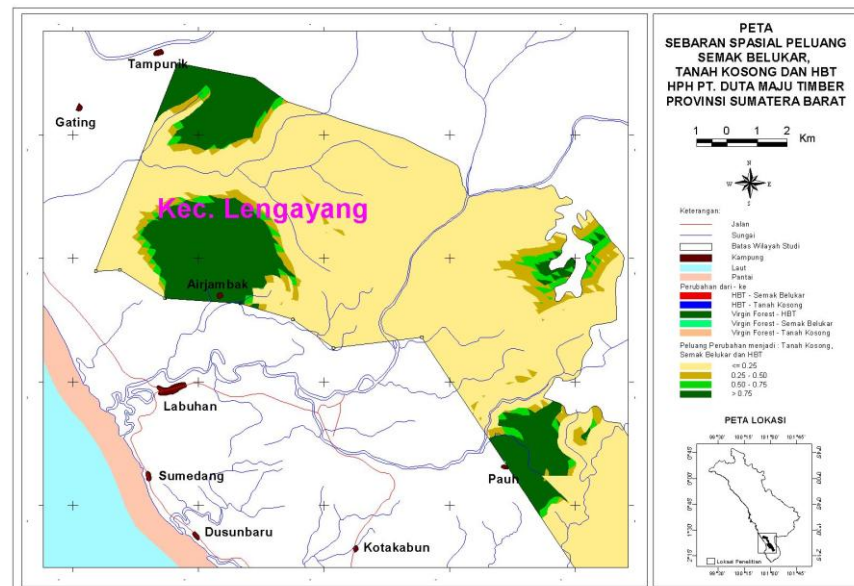 Tampunik
Gating
Kec. Lengayang
Airjambak
Labuhan
Sumedang
Dusunbaru
Kotakabun
Pauh
PETA
SEBARAN SPASIAL PELUANG
SEMAK BELUKAR,
TANAH KOSONG DAN HBT
HPH PT. DUTA MAJU TIMBER
PROVINSI SUMATERA BARAT
1 0 1 2 Km
N
W E
S
Keterangan:
Jalan
Sungai
Batas Wilayah Studi
Kampung
Laut
Pantai
Perubahan dari - ke
HBT - Semak Belukar
HBT - Tanah Kosong
Virgin Forest - HBT
Virgin Forest - Semak Belukar
Virgin Forest - Tanah Kosong
Peluang Perubahan menjadi : Tanah Kosong,
Semak Belukar dan HBT
<= 0.25
0.25 - 0.50
0.50 - 0.75
> 0.75
PETA LOKASI
Lokasi Penelitian